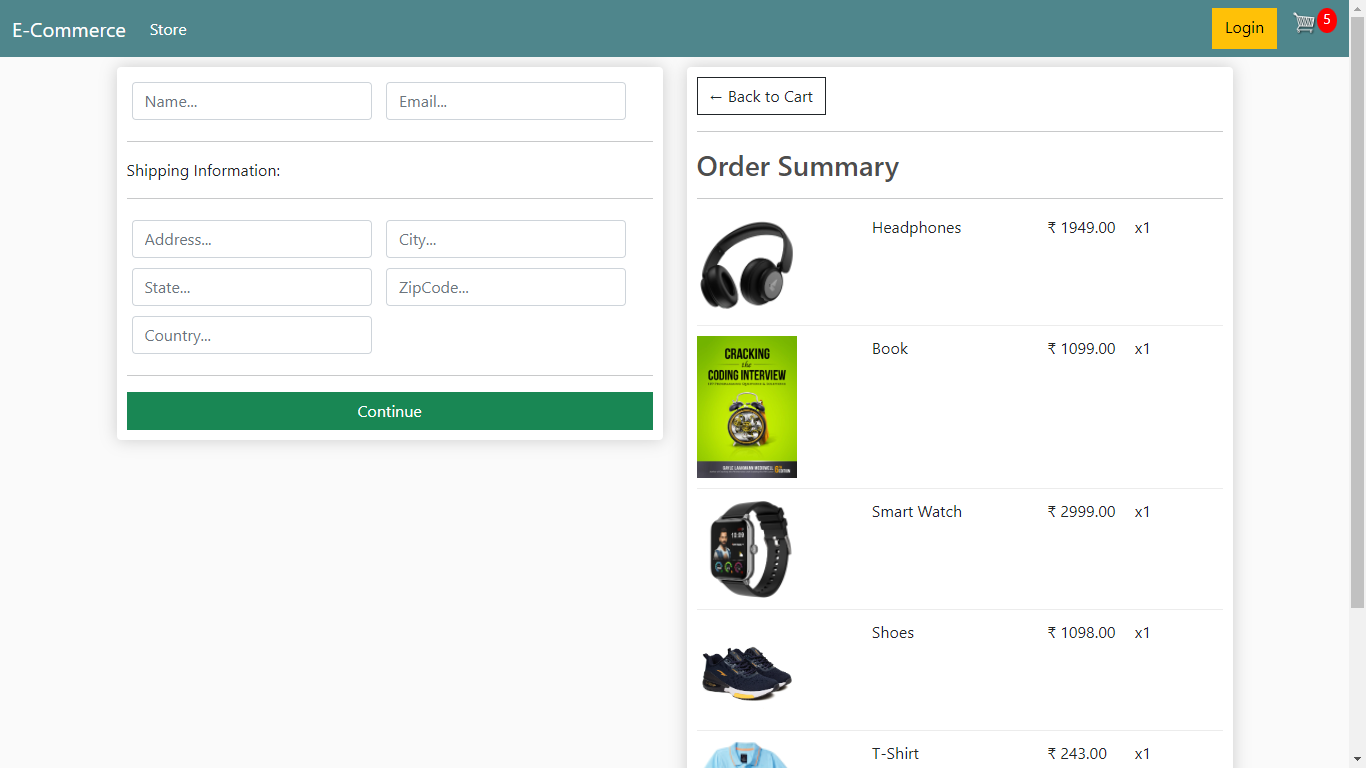 E-Commerce Store Login 5
Name... Email...
Shipping Information:
Address... City...
State... ZipCode...
Country...
Continue
← Back to Cart
Order Summary
Headphones ₹ 1949.00 x1
CRACKING
the
CODING INTERVIEW
Book ₹ 1099.00 x1
10:09
Smart Watch ₹ 2999.00 x1
Shoes ₹ 1098.00 x1
T-Shirt ₹ 243.00 x1